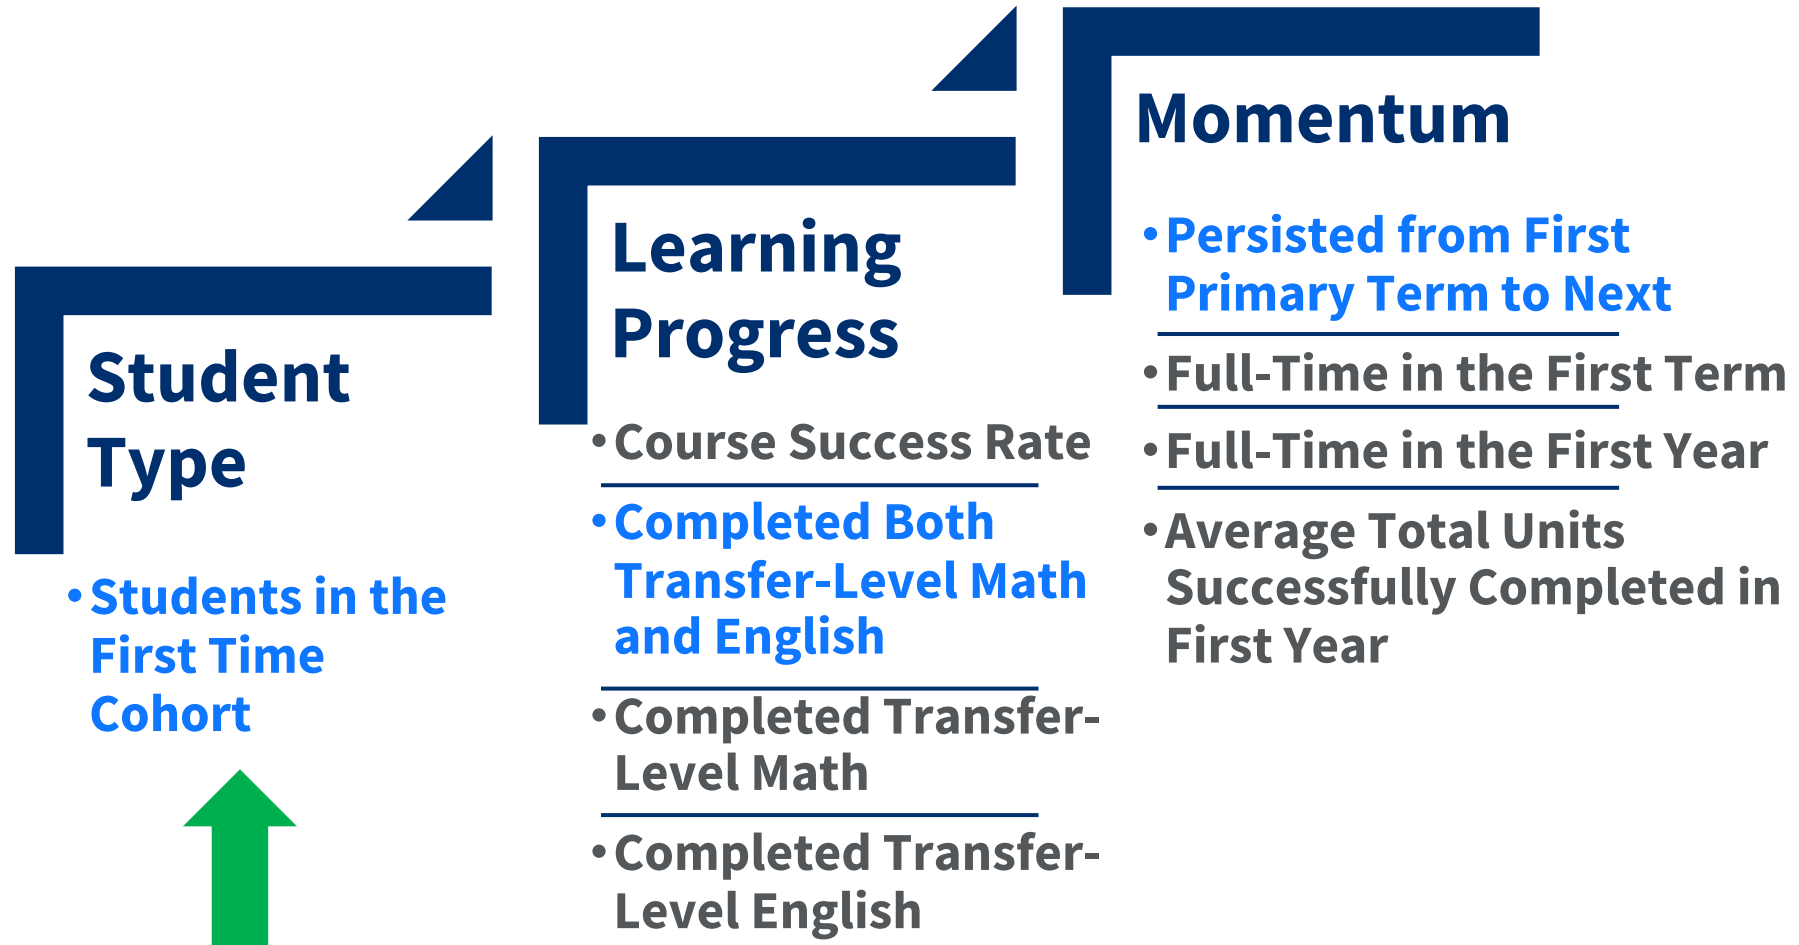 Student
Type
• Students in the
First Time
Cohort
Learning
Progress
• Course Success Rate
• Completed Both
Transfer-Level Math
and English
• Completed Transfer-
Level Math
• Completed Transfer-
Level English
Momentum
• Persisted from First
Primary Term to Next
• Full-Time in the First Term
• Full-Time in the First Year
• Average Total Units
Successfully Completed in
First Year